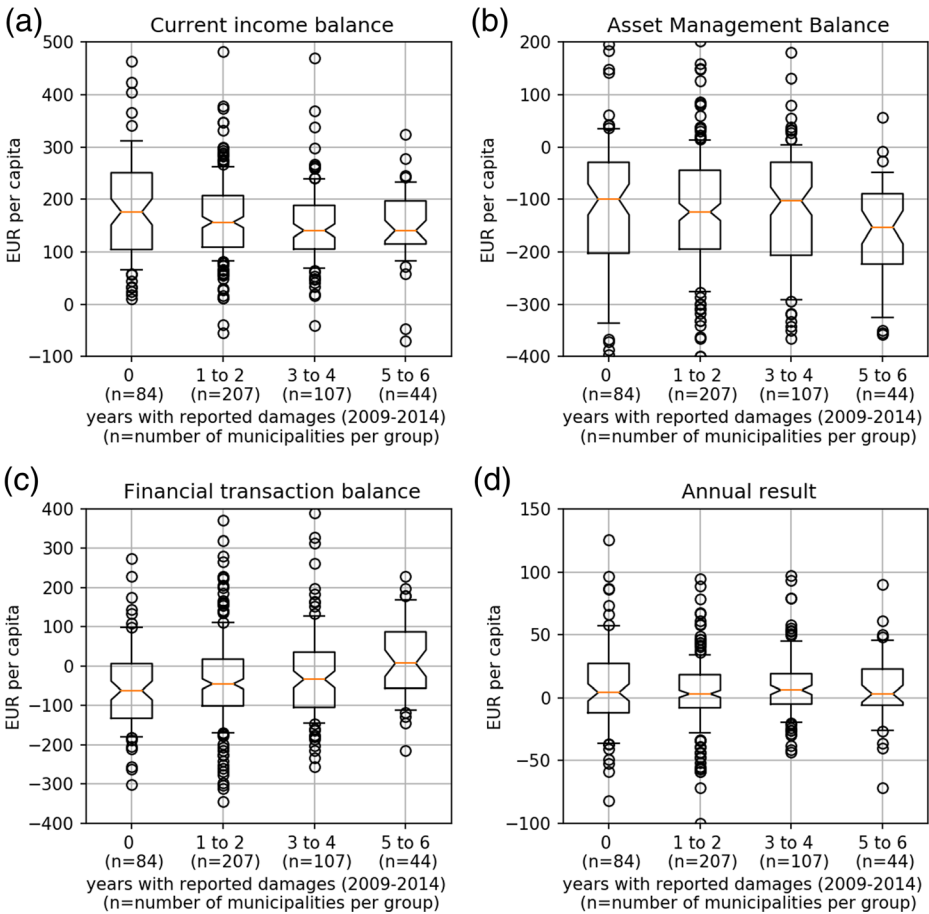 (a) Current income balance
EUR per capita
500
400
300
200
100
0
−100
0 1 to 2 3 to 4 5 to 6
(n=84) (n=207) (n=107) (n=44)
years with reported damages (2009-2014)
(n=number of municipalities per group)
(b) Asset Management Balance
EUR per capita
200
100
0
−100
−200
−300
−400
0 1 to 2 3 to 4 5 to 6
(n=84) (n=207) (n=107) (n=44)
years with reported damages (2009-2014)
(n=number of municipalities per group)
(c) Financial transaction balance
EUR per capita
400
300
200
100
0
−100
−200
−300
−400
0 1 to 2 3 to 4 5 to 6
(n=84) (n=207) (n=107) (n=44)
years with reported damages (2009-2014)
(n=number of municipalities per group)
(d) Annual result
EUR per capita
150
100
50
0
−50
−100
0 1 to 2 3 to 4 5 to 6
(n=84) (n=207) (n=107) (n=44)
years with reported damages (2009-2014)
(n=number of municipalities per group)